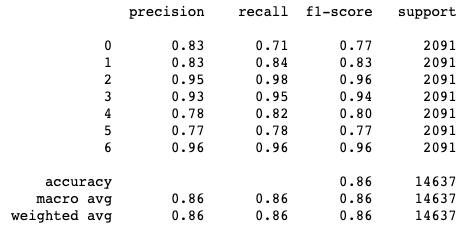 precision recall f1-score support
0 0.83 0.71 0.77 2091
1 0.83 0.84 0.83 2091
2 0.95 0.98 0.96 2091
3 0.93 0.95 0.94 2091
4 0.78 0.82 0.80 2091
5 0.77 0.78 0.77 2091
6 0.96 0.96 0.96 2091
accuracy 0.86 14637
macro avg 0.86 0.86 0.86 14637
weighted avg 0.86 0.86 0.86 14637